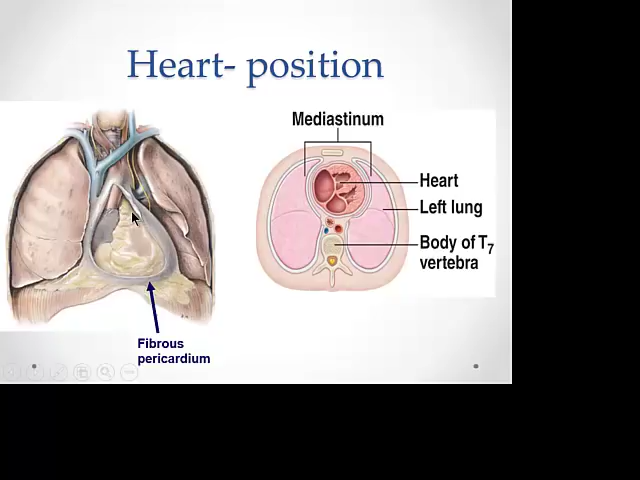 Heart- position
Mediastinum
Heart
Left lung
Body of T7
vertebra
Fibrous
pericardium